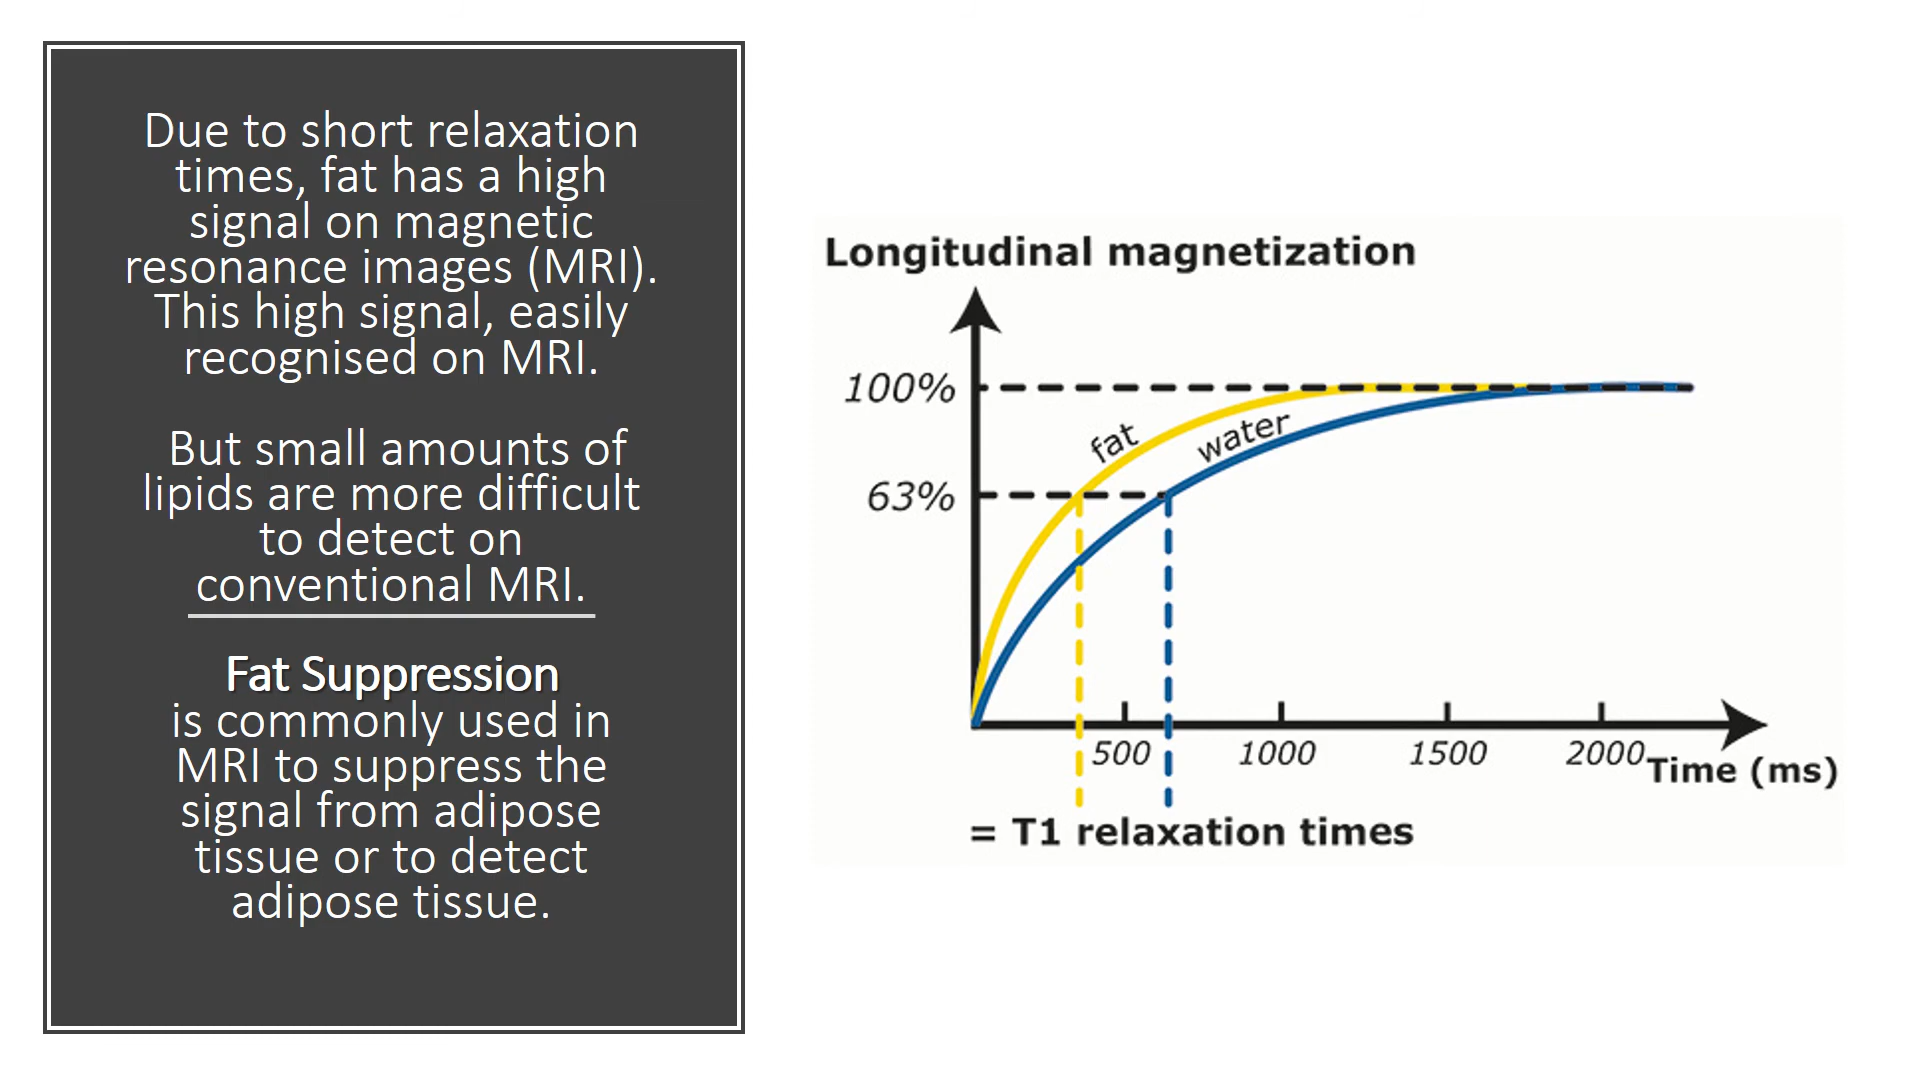 Due to short relaxation
times, fat has a high
signal on magnetic
resonance images (MRI).
This high signal, easily
recognised on MRI.
But small amounts of
lipids are more difficult
to detect on
conventional MRI.
Fat Suppression
is commonly used in
MRI to suppress the
signal from adipose
tissue or to detect
adipose tissue.
Longitudinal magnetization
100%
fat
water
63%
500 1000 1500 2000
Time (ms)
= T1 relaxation times